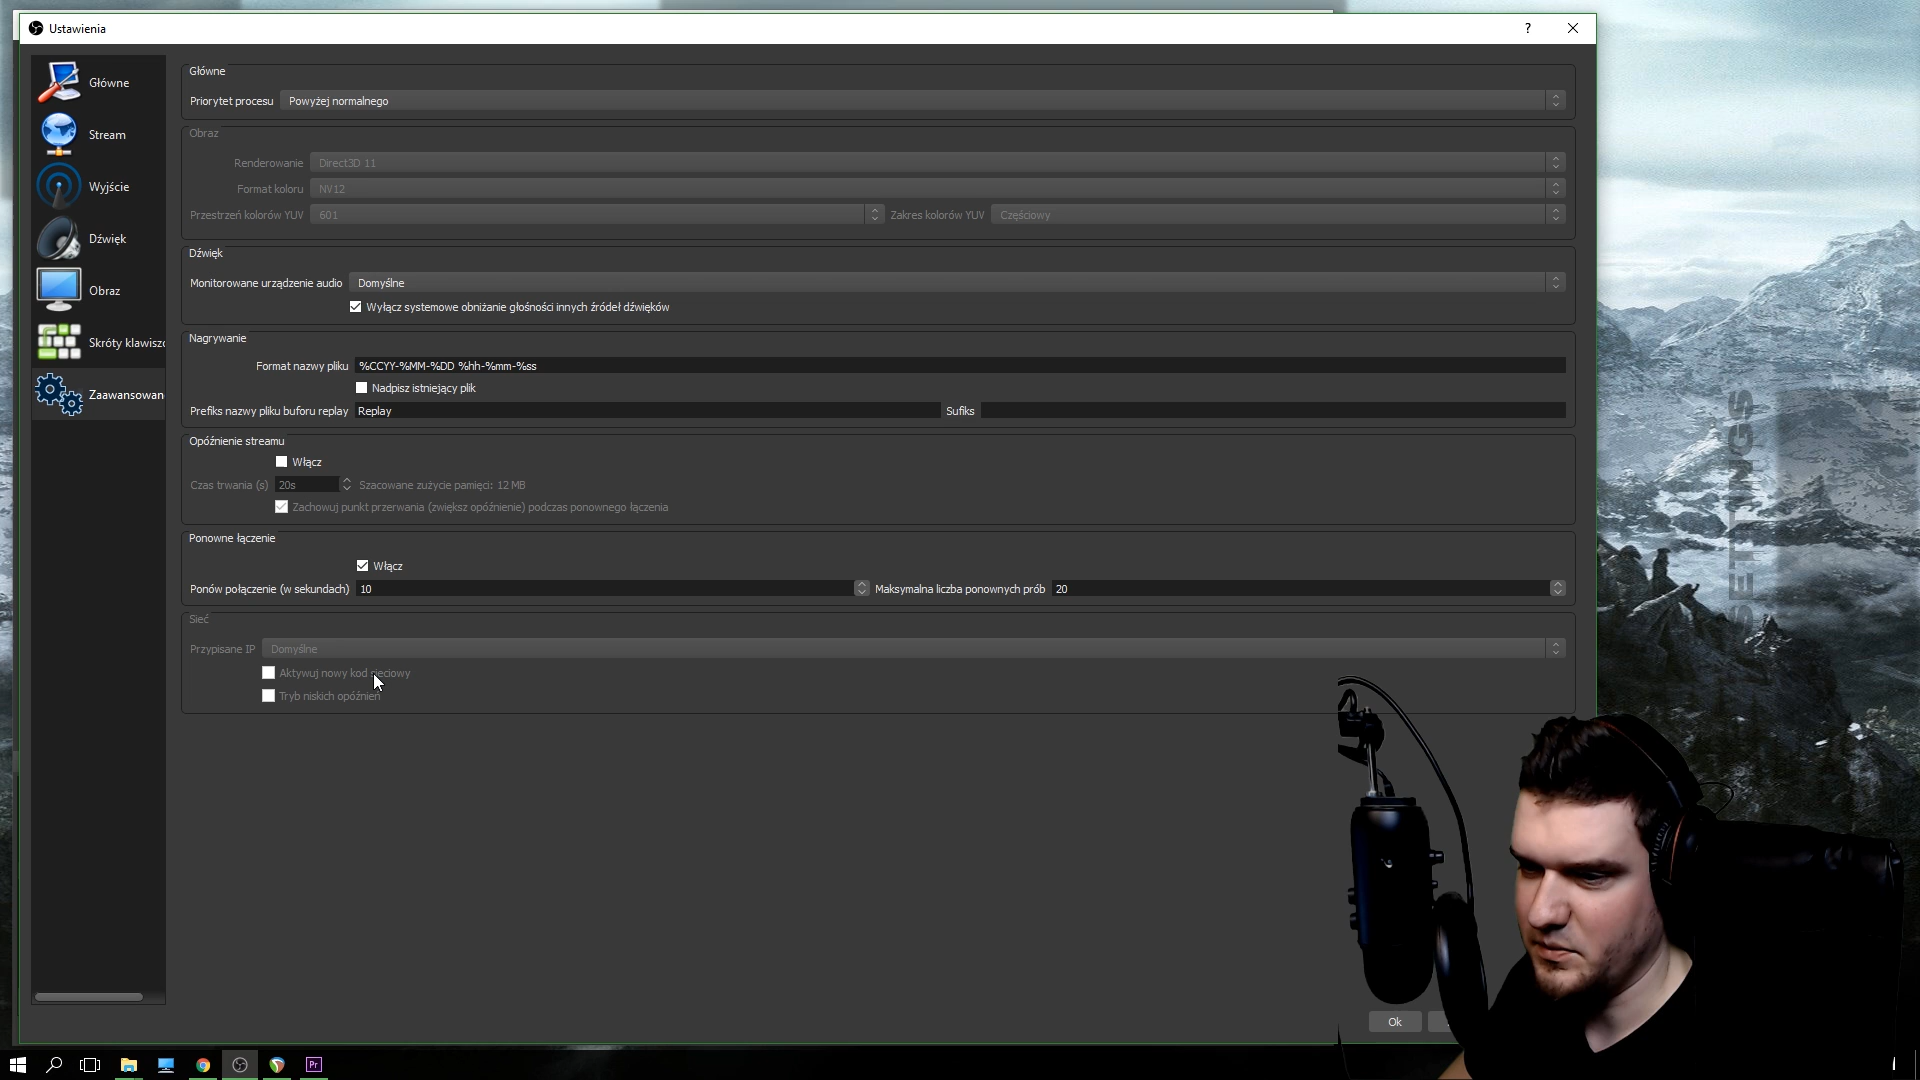 Ustawienia
?
Główne
Stream
Wyjście
Dźwięk
Obraz
Skróty klawisz
Zaawansowan
Główne
Priorytet procesu Powyżej normalnego
Obraz
Renderowanie Direct3D 11
Format koloru NV12
Przestrzeń kolorów YUV 601 Zakres kolorów YUV Częściowy
Dźwięk
Monitorowane urządzenie audio Domyślne
Wyłącz systemowe obniżanie głośności innych źródeł dźwięków
Nagrywanie
Format nazwy pliku %CCYY-%MM-%DD %hh-%mm-%ss
Nadpisz istniejący plik
Prefiks nazwy pliku buforu replay Replay Sufiks
Opóźnienie streamu
Włącz
Czas trwania (s) 20s Szacowane zużycie pamięci: 12 MB
Zachowuj punkt przerwania (zwiększ opóźnienie) podczas ponownego łączenia
Ponowne łączenie
Włącz
Ponów połączenie (w sekundach) 10 Maksymalna liczba ponownych prób 20
Sieć
Przypisane IP Domyślne
Aktywuj nowy kod sieciowy
Tryb niskich opóźnień
Ok
SETTINGS
Pr